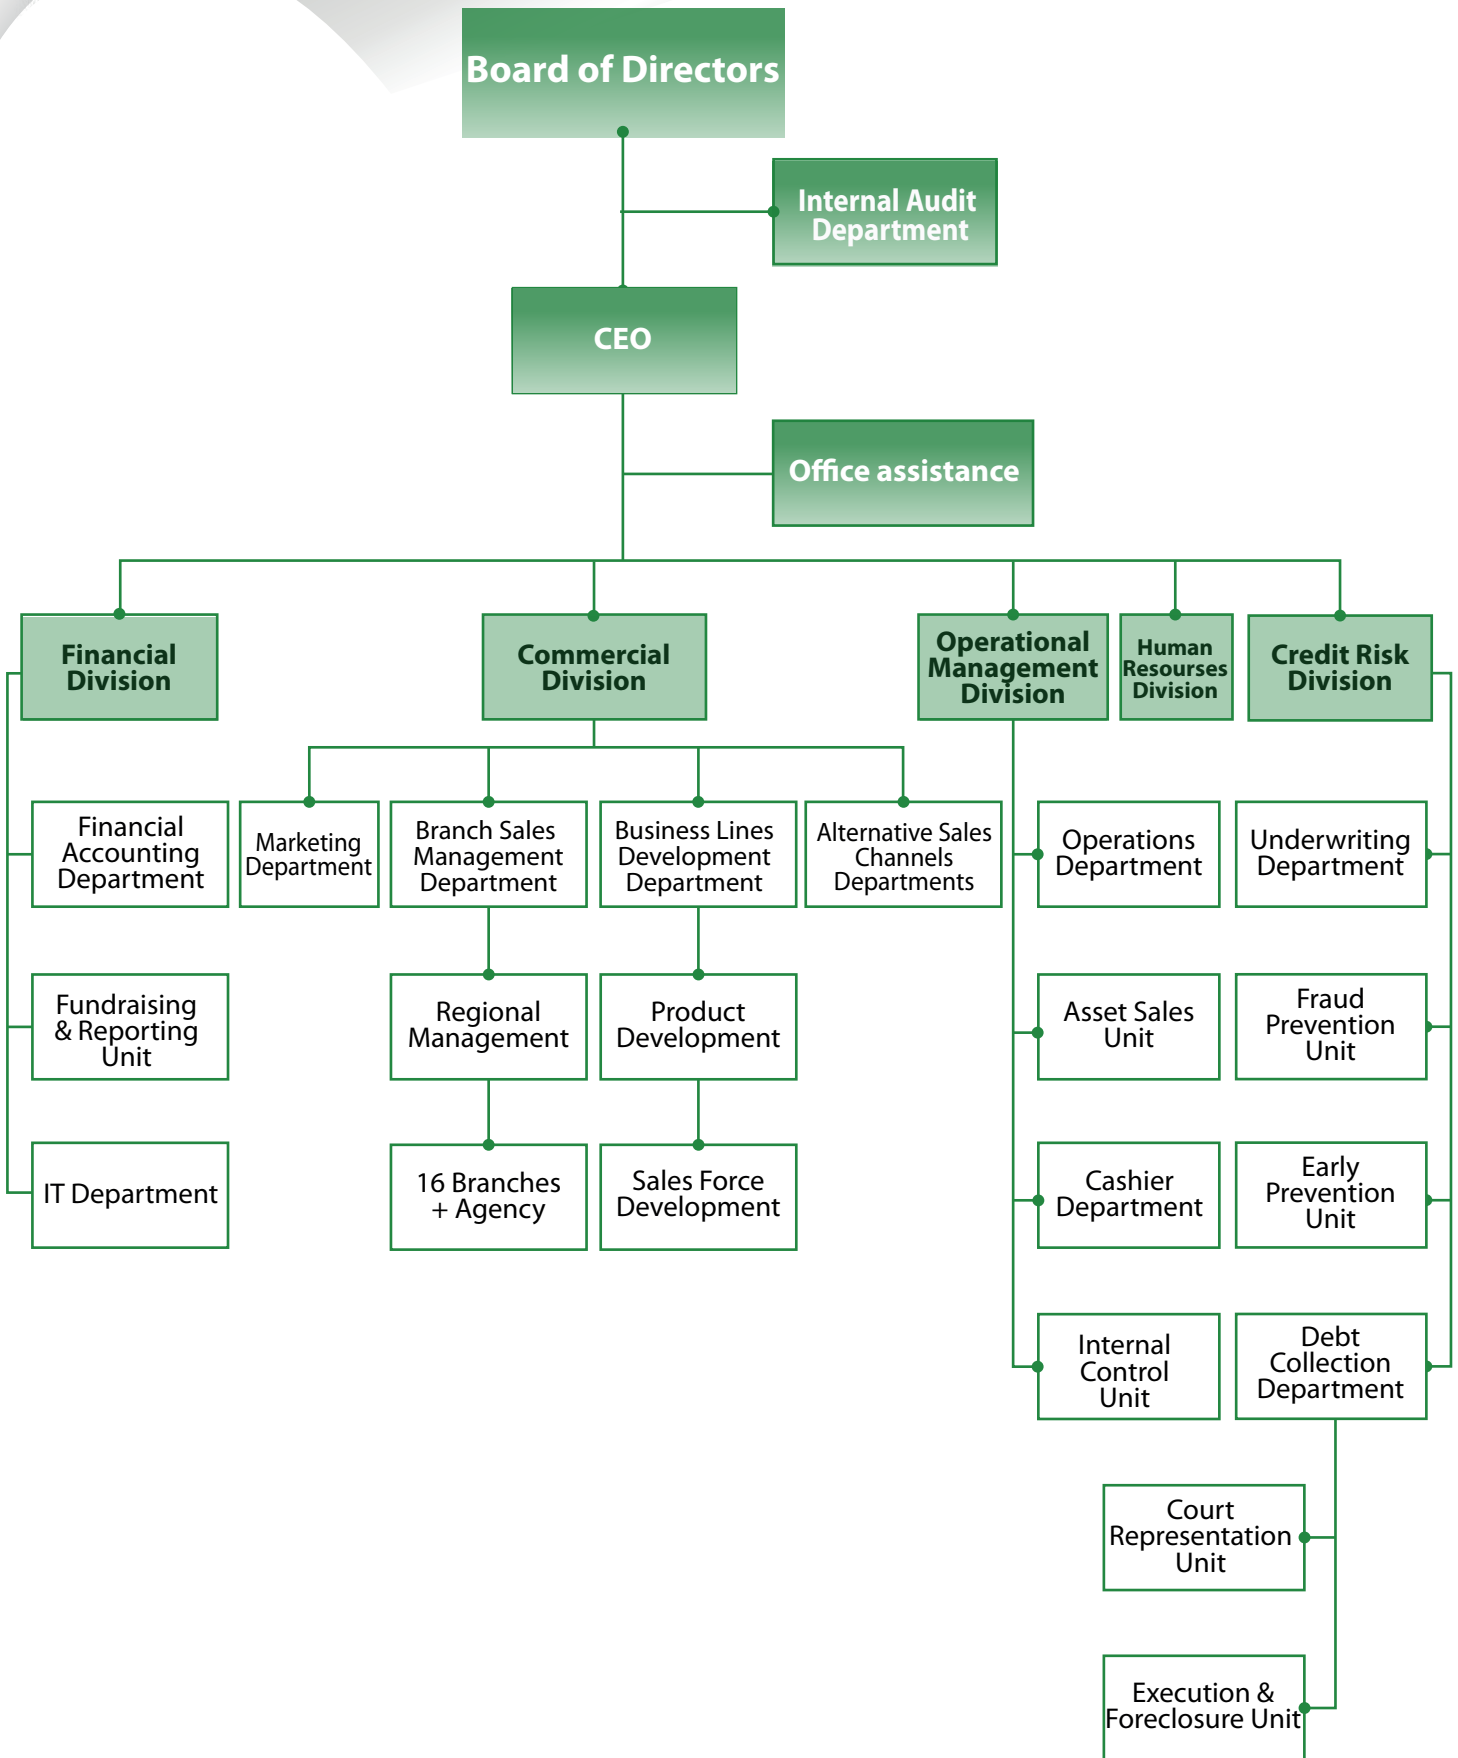 Board of Directors
Internal Audit
Department
CEO
Office assistance
Financial
Division
Commercial
Division
Operational
Management
Division
Human
Resourses
Division
Credit Risk
Division
Financial
Accounting
Department
Marketing
Department
Branch Sales
Management
Department
Business Lines
Development
Department
Alternative Sales
Channels
Departments
Operations
Department
Underwriting
Department
Fundraising
& Reporting
Unit
Regional
Management
Product
Development
Asset Sales
Unit
Fraud
Prevention
Unit
IT Department
16 Branches
+ Agency
Sales Force
Development
Cashier
Department
Early
Prevention
Unit
Internal
Control
Unit
Debt
Collection
Department
Court
Representation
Unit
Execution &
Foreclosure Unit